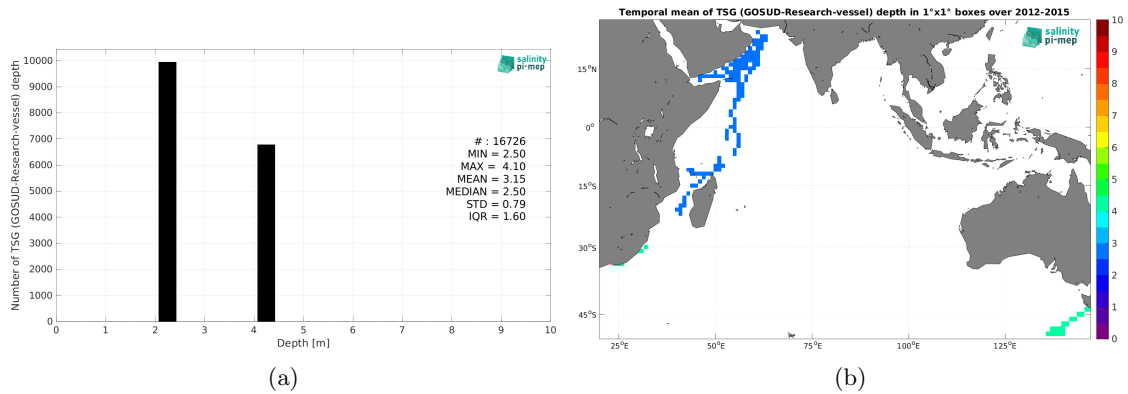 Temporal mean of TSG (GOSUD-Research-vessel) depth in 1°x1° boxes over 2012-2015
Number of TSG (GOSUD-Research-vessel) depth
10000
9000
8000
7000
6000
5000
4000
3000
2000
1000
0
salinity
pi-mep
# : 16726
MIN = 2.50
MAX = 4.10
MEAN = 3.15
MEDIAN = 2.50
STD = 0.79
IQR = 1.60
0 1 2 3 4 5 6 7 8 9 10
Depth [m]
(a)
salinity
pi-mep
15°N
0°
15°S
30°S
45°S
25°E 50°E 75°E 100°E 125°E
10
9
8
7
6
5
4
3
2
1
0
(b)